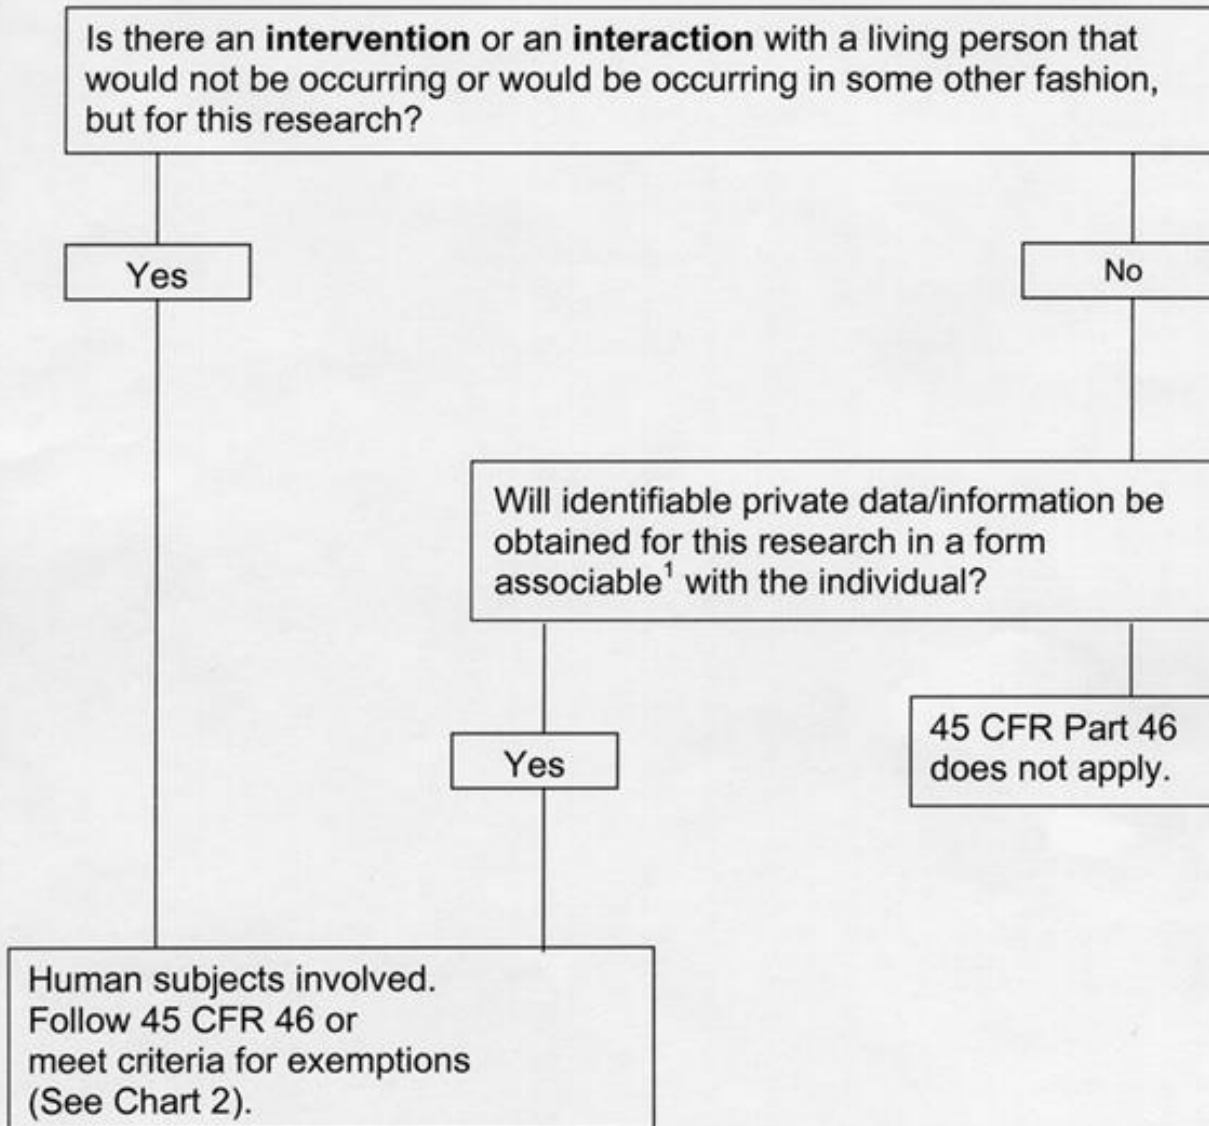 Is there an intervention or an interaction with a living person that
would not be occurring or would be occurring in some other fashion,
but for this research?
Yes
No
Will identifiable private data/information be
obtained for this research in a form
associable¹ with the individual?
Yes
45 CFR Part 46
does not apply.
Human subjects involved.
Follow 45 CFR 46 or
meet criteria for exemptions
(See Chart 2).